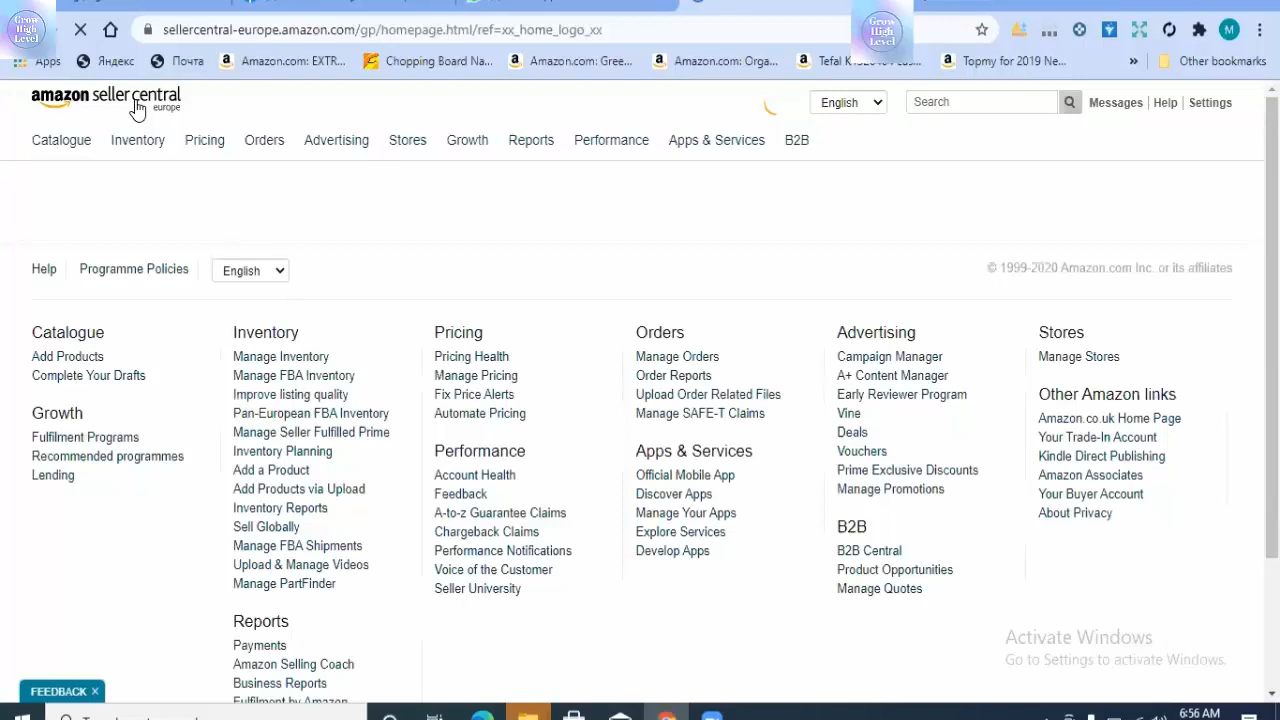 Grow
High
Level
sellercentral-europe.amazon.com/gp/homepage.html/ref=xx_home_logo_xx
Grow
High
Level
M
Apps
Яндекс
Почта
Amazon.com: EXTR...
Chopping Board Na...
Amazon.com: Gree...
Amazon.com: Orga...
Topmy for 2019 Ne...
»
Other bookmarks
amazon seller central
europe
English
Search
Messages | Help | Settings
Catalogue Inventory Pricing Orders Advertising Stores Growth Reports Performance Apps & Services B2B
Help
Programme Policies
English
© 1999-2020 Amazon.com Inc. or its affiliates
Catalogue
Add Products
Complete Your Drafts
Growth
Fulfilment Programs
Recommended programmes
Lending
Inventory
Manage Inventory
Manage FBA Inventory
Improve listing quality
Pan-European FBA Inventory
Manage Seller Fulfilled Prime
Inventory Planning
Add a Product
Add Products via Upload
Inventory Reports
Sell Globally
Manage FBA Shipments
Upload & Manage Videos
Manage PartFinder
Reports
Payments
Amazon Selling Coach
Business Reports
Fulfilment by Amazon
Pricing
Pricing Health
Manage Pricing
Fix Price Alerts
Automate Pricing
Performance
Account Health
Feedback
A-to-z Guarantee Claims
Chargeback Claims
Performance Notifications
Voice of the Customer
Seller University
Orders
Manage Orders
Order Reports
Upload Order Related Files
Manage SAFE-T Claims
Apps & Services
Official Mobile App
Discover Apps
Manage Your Apps
Explore Services
Develop Apps
Advertising
Campaign Manager
A+ Content Manager
Early Reviewer Program
Vine
Deals
Vouchers
Prime Exclusive Discounts
Manage Promotions
B2B
B2B Central
Product Opportunities
Manage Quotes
Stores
Manage Stores
Other Amazon links
Amazon.co.uk Home Page
Your Trade-In Account
Kindle Direct Publishing
Amazon Associates
Your Buyer Account
About Privacy
Activate Windows
Go to Settings to activate Windows.
FEEDBACK ×
6:56 AM